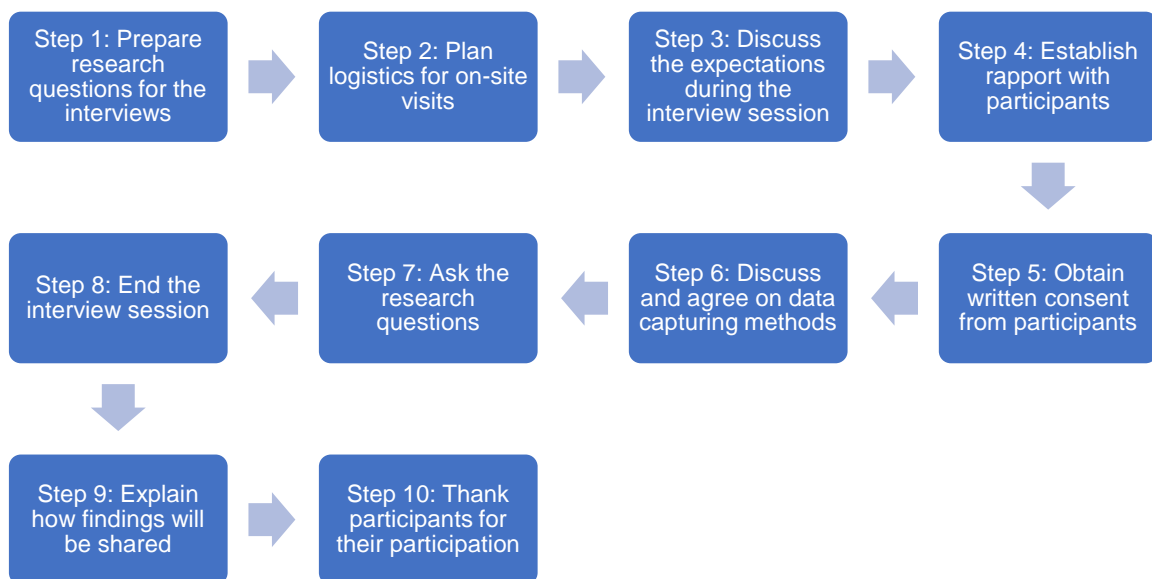 Step 1: Prepare
research
questions for the
interviews
Step 2: Plan
logistics for on-site
visits
Step 3: Discuss
the expectations
during the
interview session
Step 4: Establish
rapport with
participants
Step 5: Obtain
written consent
from participants
Step 6: Discuss
and agree on data
capturing methods
Step 7: Ask the
research
questions
Step 8: End the
interview session
Step 9: Explain
how findings will
be shared
Step 10: Thank
participants for
their participation